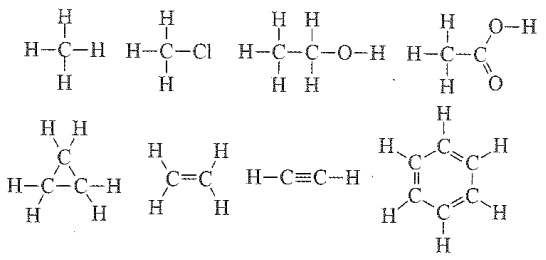 H H H H O–H
H–C–H H–C–Cl H–C–C–O–H H–C–C
H H H H H O
H H H
H H C H C H
H H C C
C H–C–C–H C=C H–C≡C–H
H H H H C C
H C H
H